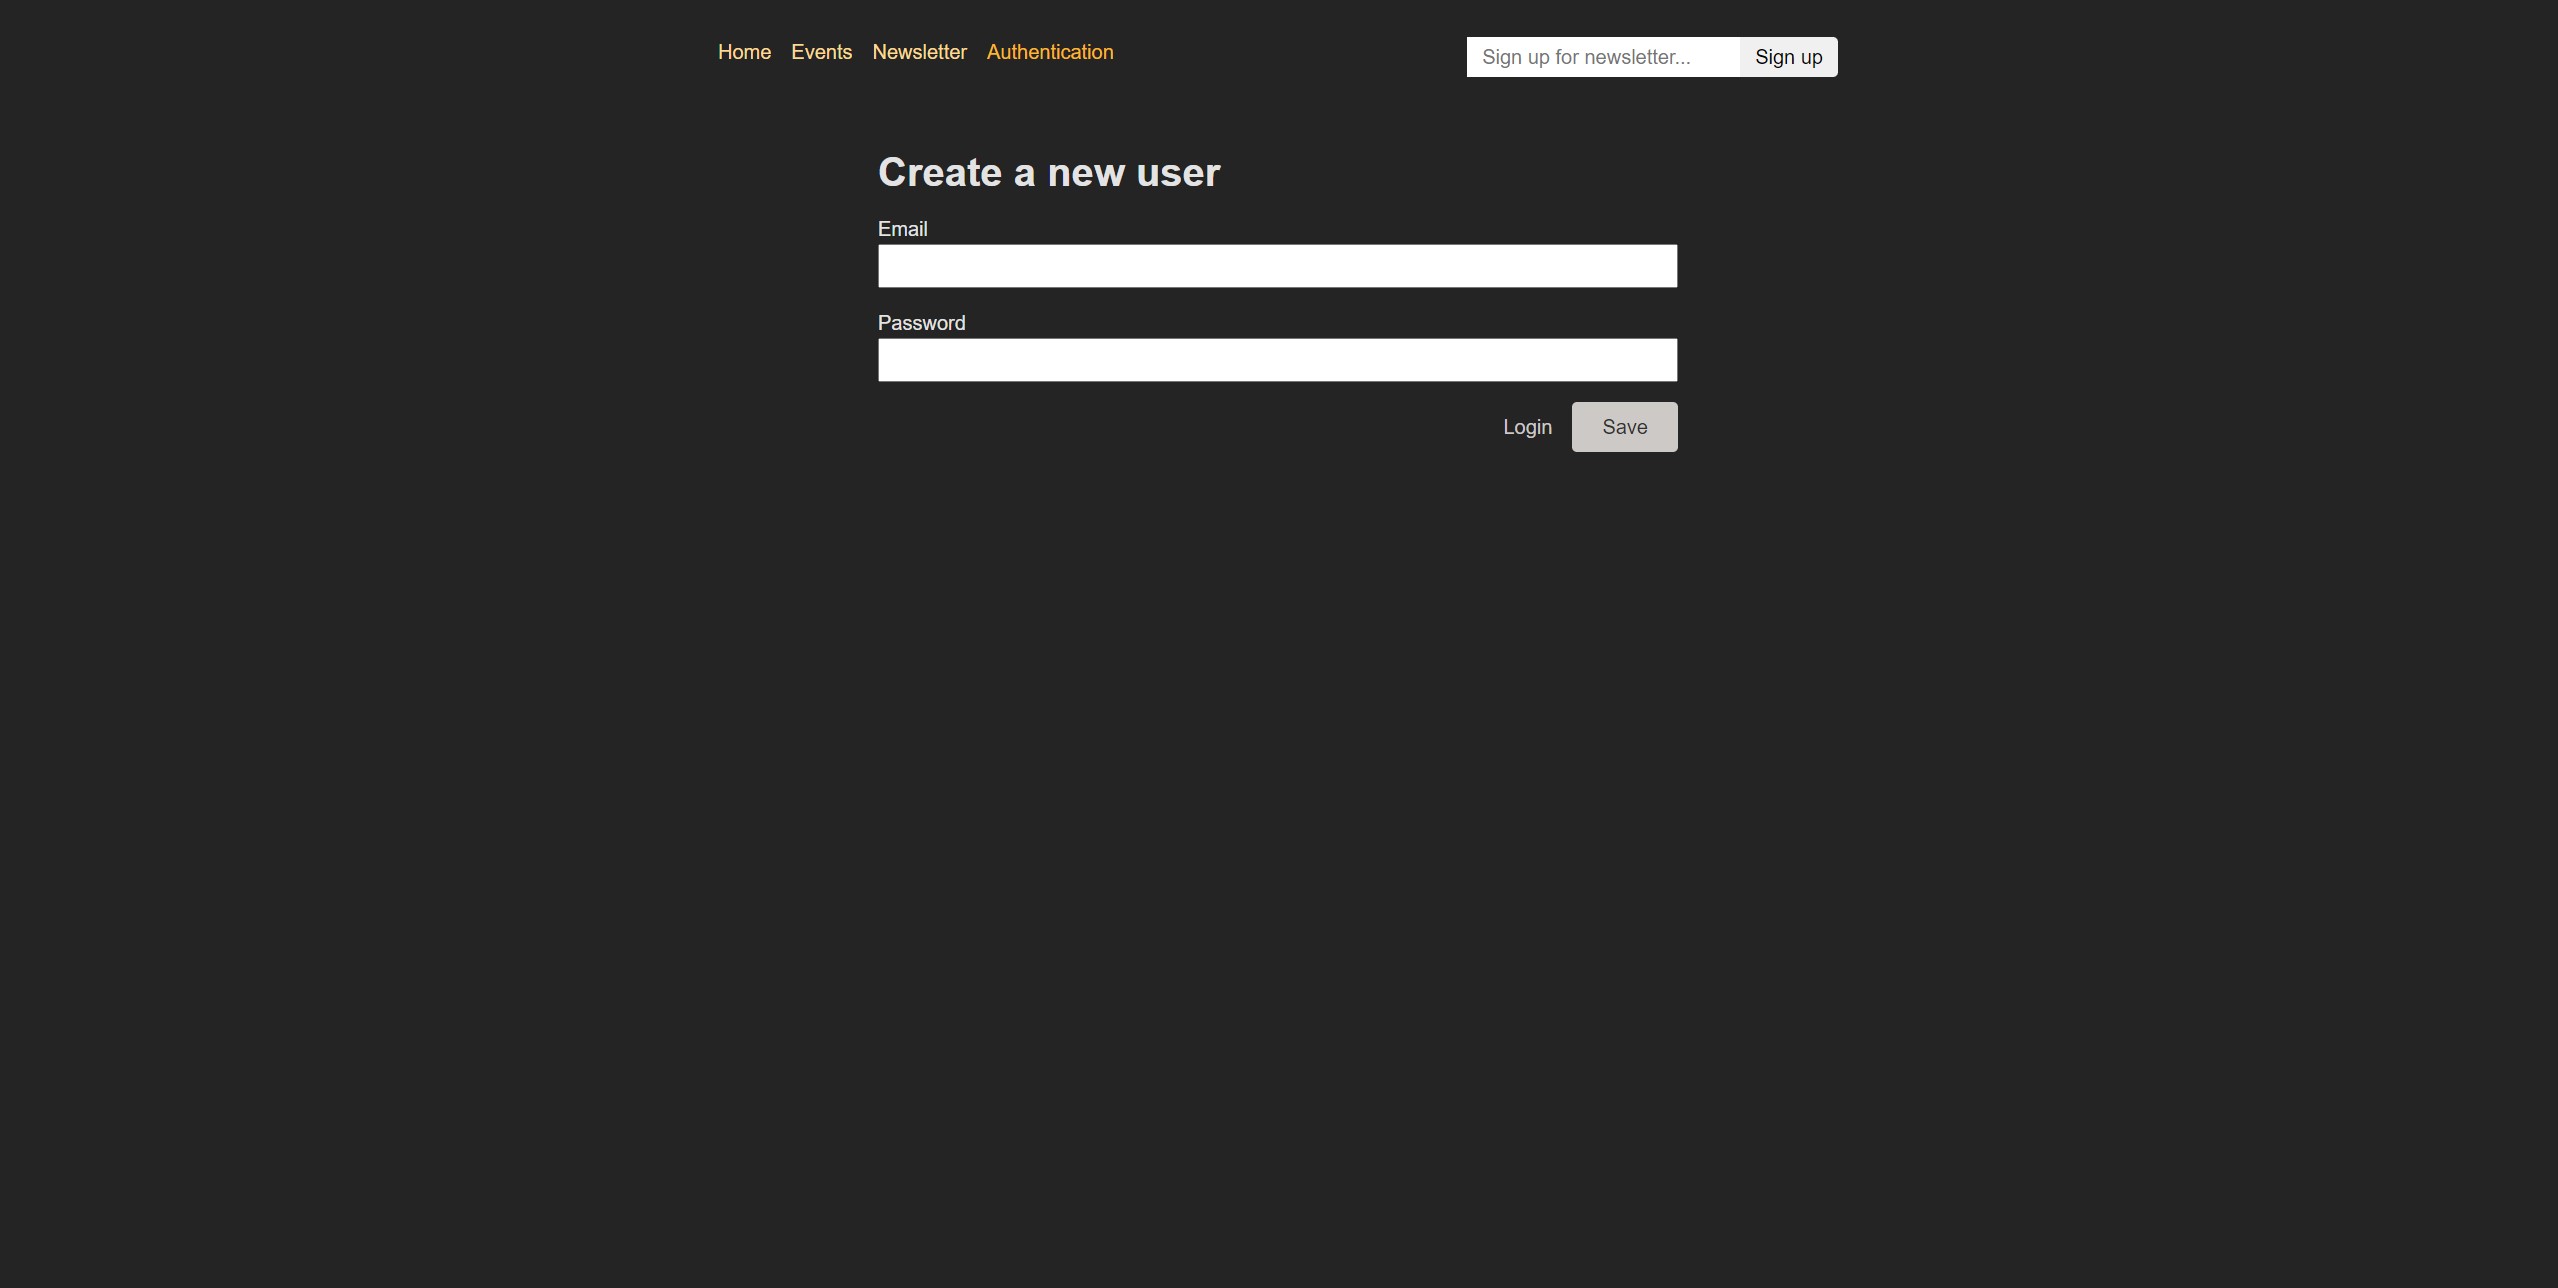 Home Events Newsletter Authentication
Sign up for newsletter... Sign up
Create a new user
Email
Password
Login Save